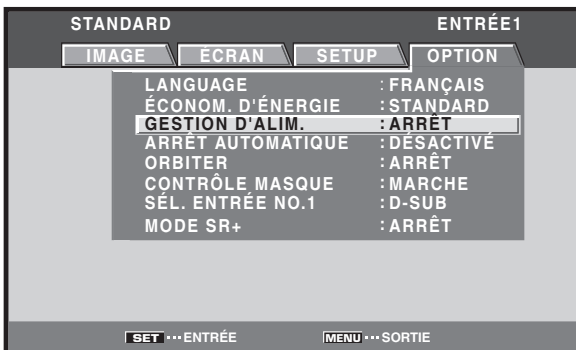 STANDARD ENTRÉE1
IMAGE ÉCRAN SETUP OPTION
LANGUAGE :FRANÇAIS
ÉCONOM. D'ÉNERGIE :STANDARD
GESTION D'ALIM. :ARRÊT
ARRÊT AUTOMATIQUE :DÉSACTIVÉ
ORBITER :ARRÊT
CONTRÔLE MASQUE :MARCHE
SÉL. ENTRÉE NO.1 :D-SUB
MODE SR+ :ARRÊT
SET ···ENTRÉE MENU ···SORTIE